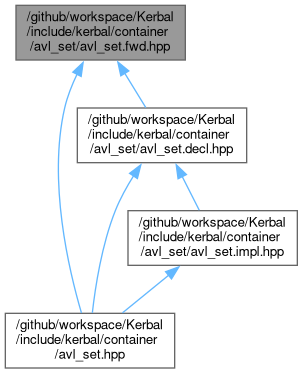 /github/workspace/Kerbal
/include/kerbal/container
/avl_set/avl_set.fwd.hpp
/github/workspace/Kerbal
/include/kerbal/container
/avl_set/avl_set.decl.hpp
/github/workspace/Kerbal
/include/kerbal/container
/avl_set/avl_set.impl.hpp
/github/workspace/Kerbal
/include/kerbal/container
/avl_set.hpp